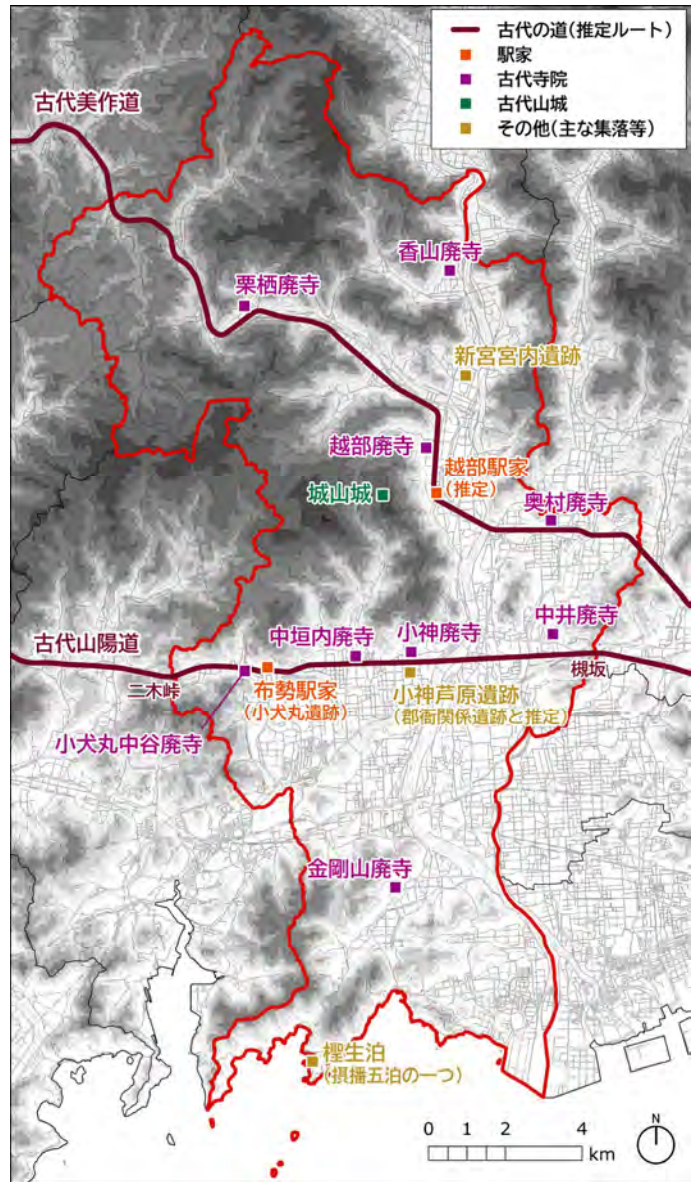 古代の道(推定ルート)
駅家
古代寺院
古代山城
その他(主な集落等)
古代美作道
香山廃寺
栗栖廃寺
新宮宮内遺跡
越部廃寺
越部駅家
(推定)
城山城
奥村廃寺
中井廃寺
古代山陽道
中垣内廃寺
小神廃寺
二木峠
布勢駅家
(小犬丸遺跡)
小神芦原遺跡
(郡衙関係遺跡と推定)
槻坂
小犬丸中谷廃寺
金剛山廃寺
樫生泊
(摂播五泊の一つ)
0 1 2 4
km
N